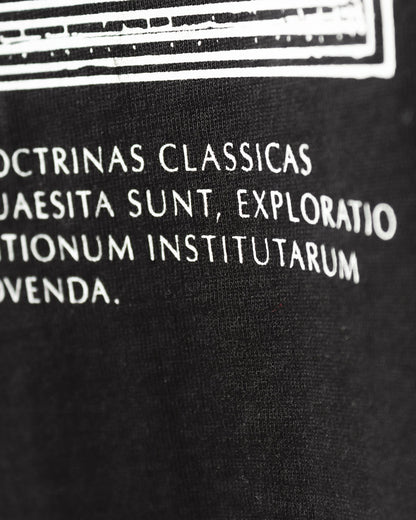 OCTRINAS CLASSICAS
UAESITA SUNT, EXPLORATIO
TIONUM INSTITUTARUM
OVENDA.